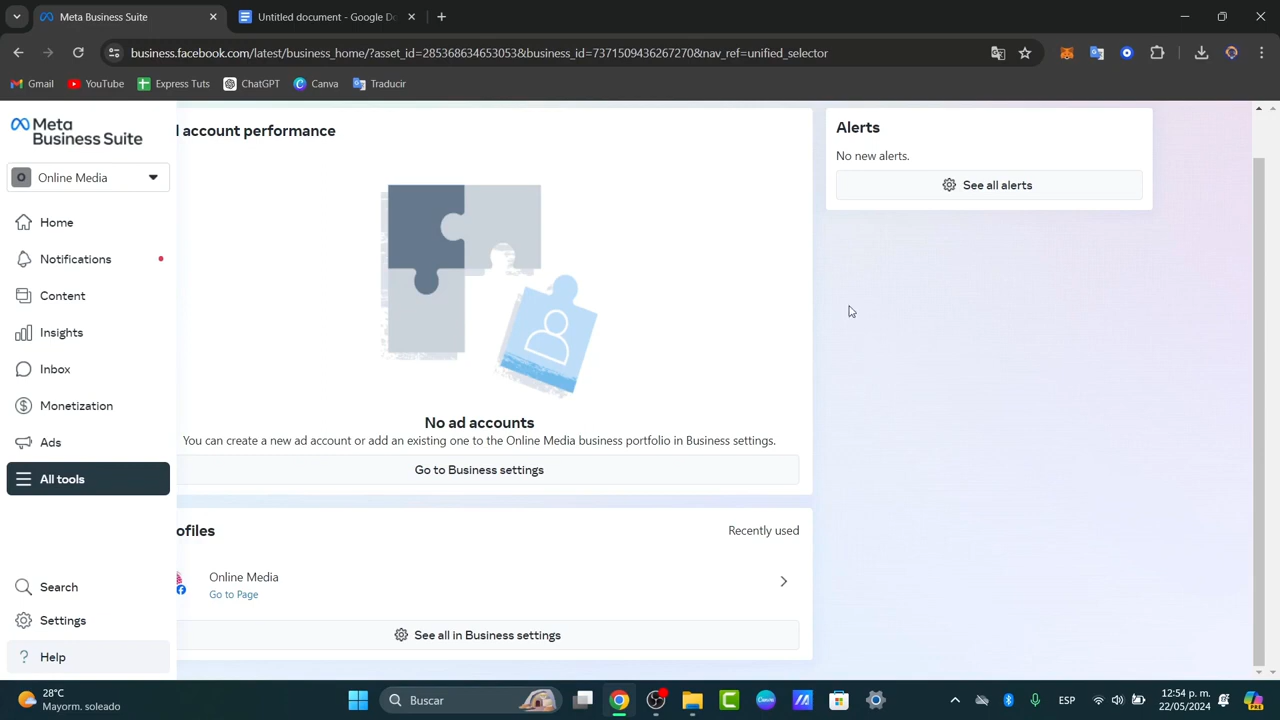 Meta Business Suite
Untitled document - Google Do
business.facebook.com/latest/business_home/?asset_id=285368634653053&business_id=737150943626727​0&nav_ref=unified_selector
Gmail
YouTube
Express Tuts
ChatGPT
Canva
Traducir
Meta
Business Suite
O
Online Media
Home
Notifications
Content
Insights
Inbox
Monetization
Ads
All tools
Search
Settings
Help
l account performance
No ad accounts
You can create a new ad account or add an existing one to the Online Media business portfolio in Business settings.
Go to Business settings
ofiles
Recently used
Online Media
Go to Page
See all in Business settings
Alerts
No new alerts.
See all alerts
28°C
Mayorm. soleado
Buscar
ESP
12:54 p. m.
22/05/2024
PRE